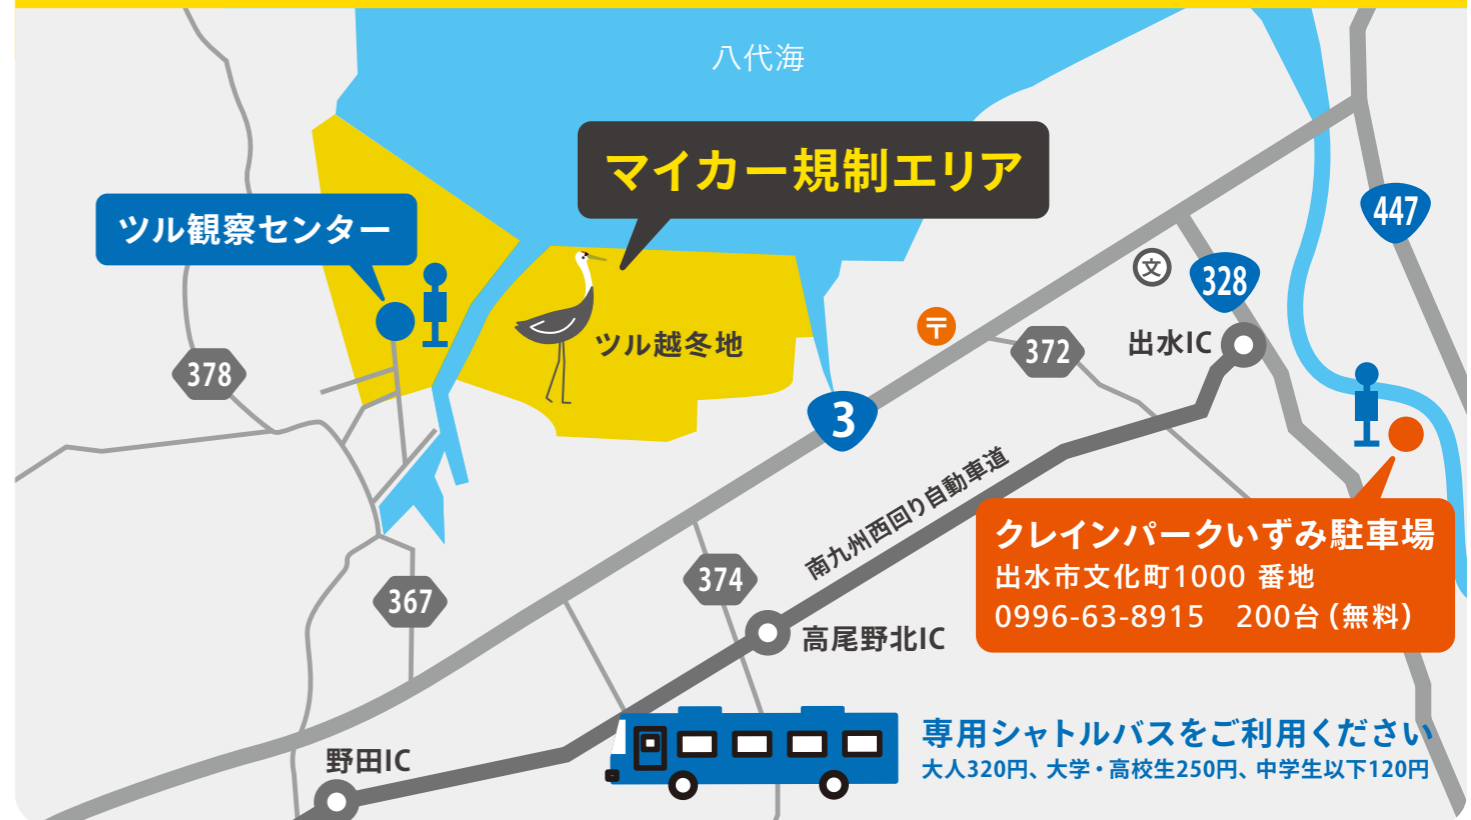 八代海
マイカー規制エリア
ツル観察センター
447
文
328
ツル越冬地
〒
372
出水IC
378
3
南九州西回り自動車道
クレインパークいずみ駐車場
出水市文化町1000 番地
0996-63-8915　200台（無料）
374
367
高尾野北IC
専用シャトルバスをご利用ください
大人320円、大学・高校生250円、中学生以下120円
野田IC